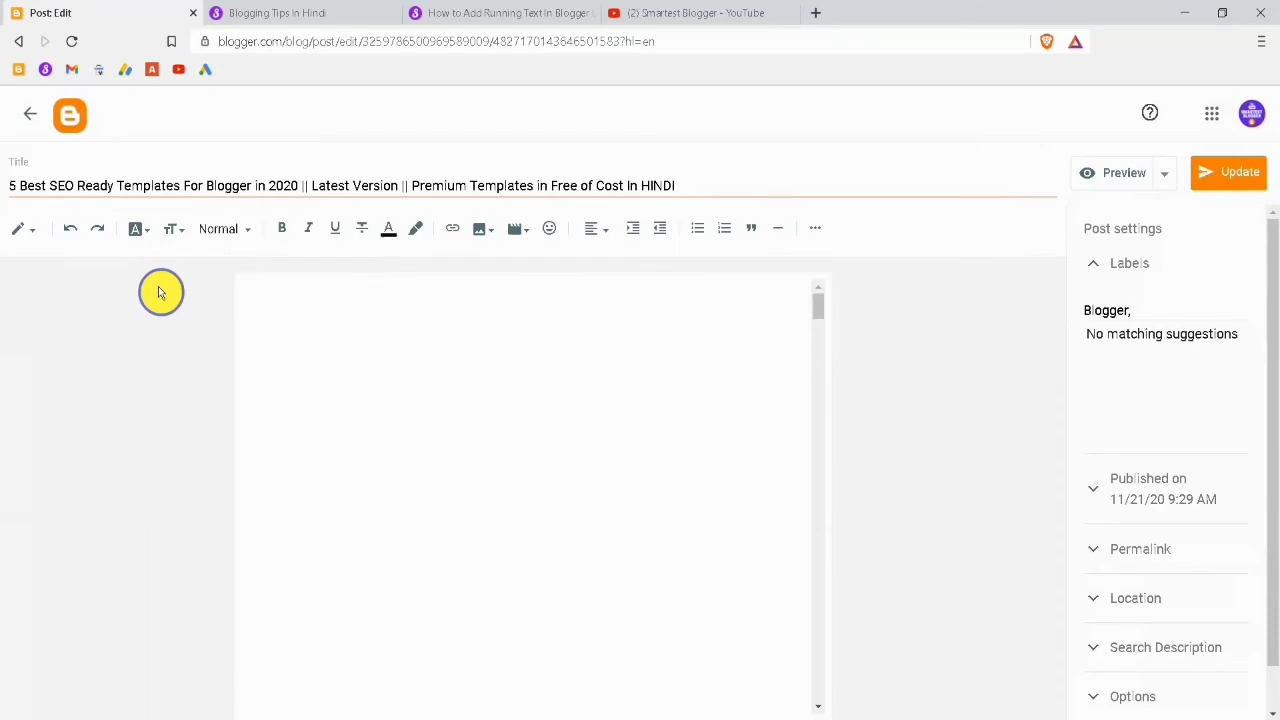 Post: Edit
Blogging Tips In Hindi
How to Add Running Text In Blogger
(2) Smartest Blogger - YouTube
blogger.com/blog/post/edit/3259786500969589009/4827170143646501583?hl=en
Title
5 Best SEO Ready Templates For Blogger in 2020 || Latest Version || Premium Templates in Free of Cost In HINDI
Preview
Update
Normal
Post settings
Labels
Blogger,
No matching suggestions
Published on
11/21/20 9:29 AM
Permalink
Location
Search Description
Options